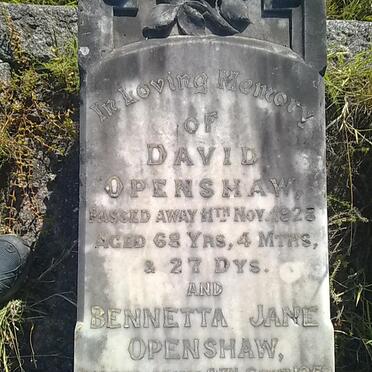 In Loving Memory
OF
DAVID
OPENSHAW,
PASSED AWAY 11TH NOV. 1923
AGED 68 YRS, 4 MTHS,
& 27 DYS.
AND
BENNETTA JANE
OPENSHAW,